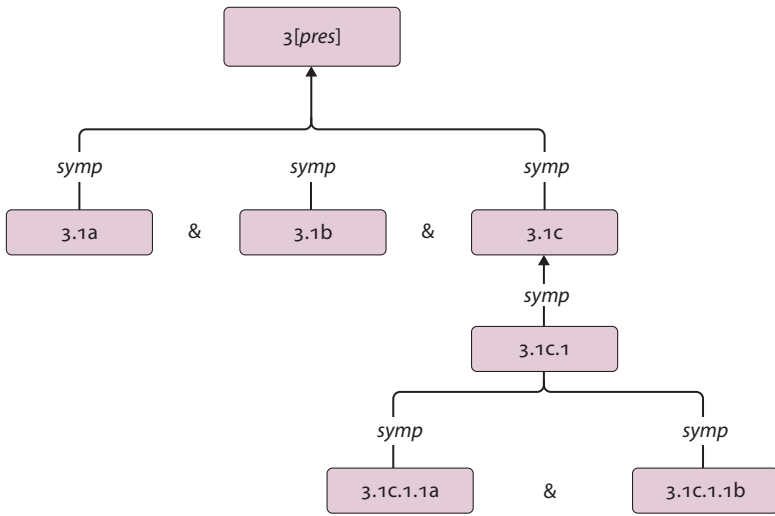 3[pres]
symp symp symp
3.1a & 3.1b & 3.1c
symp
3.1c.1
symp symp
3.1c.1.1a & 3.1c.1.1b